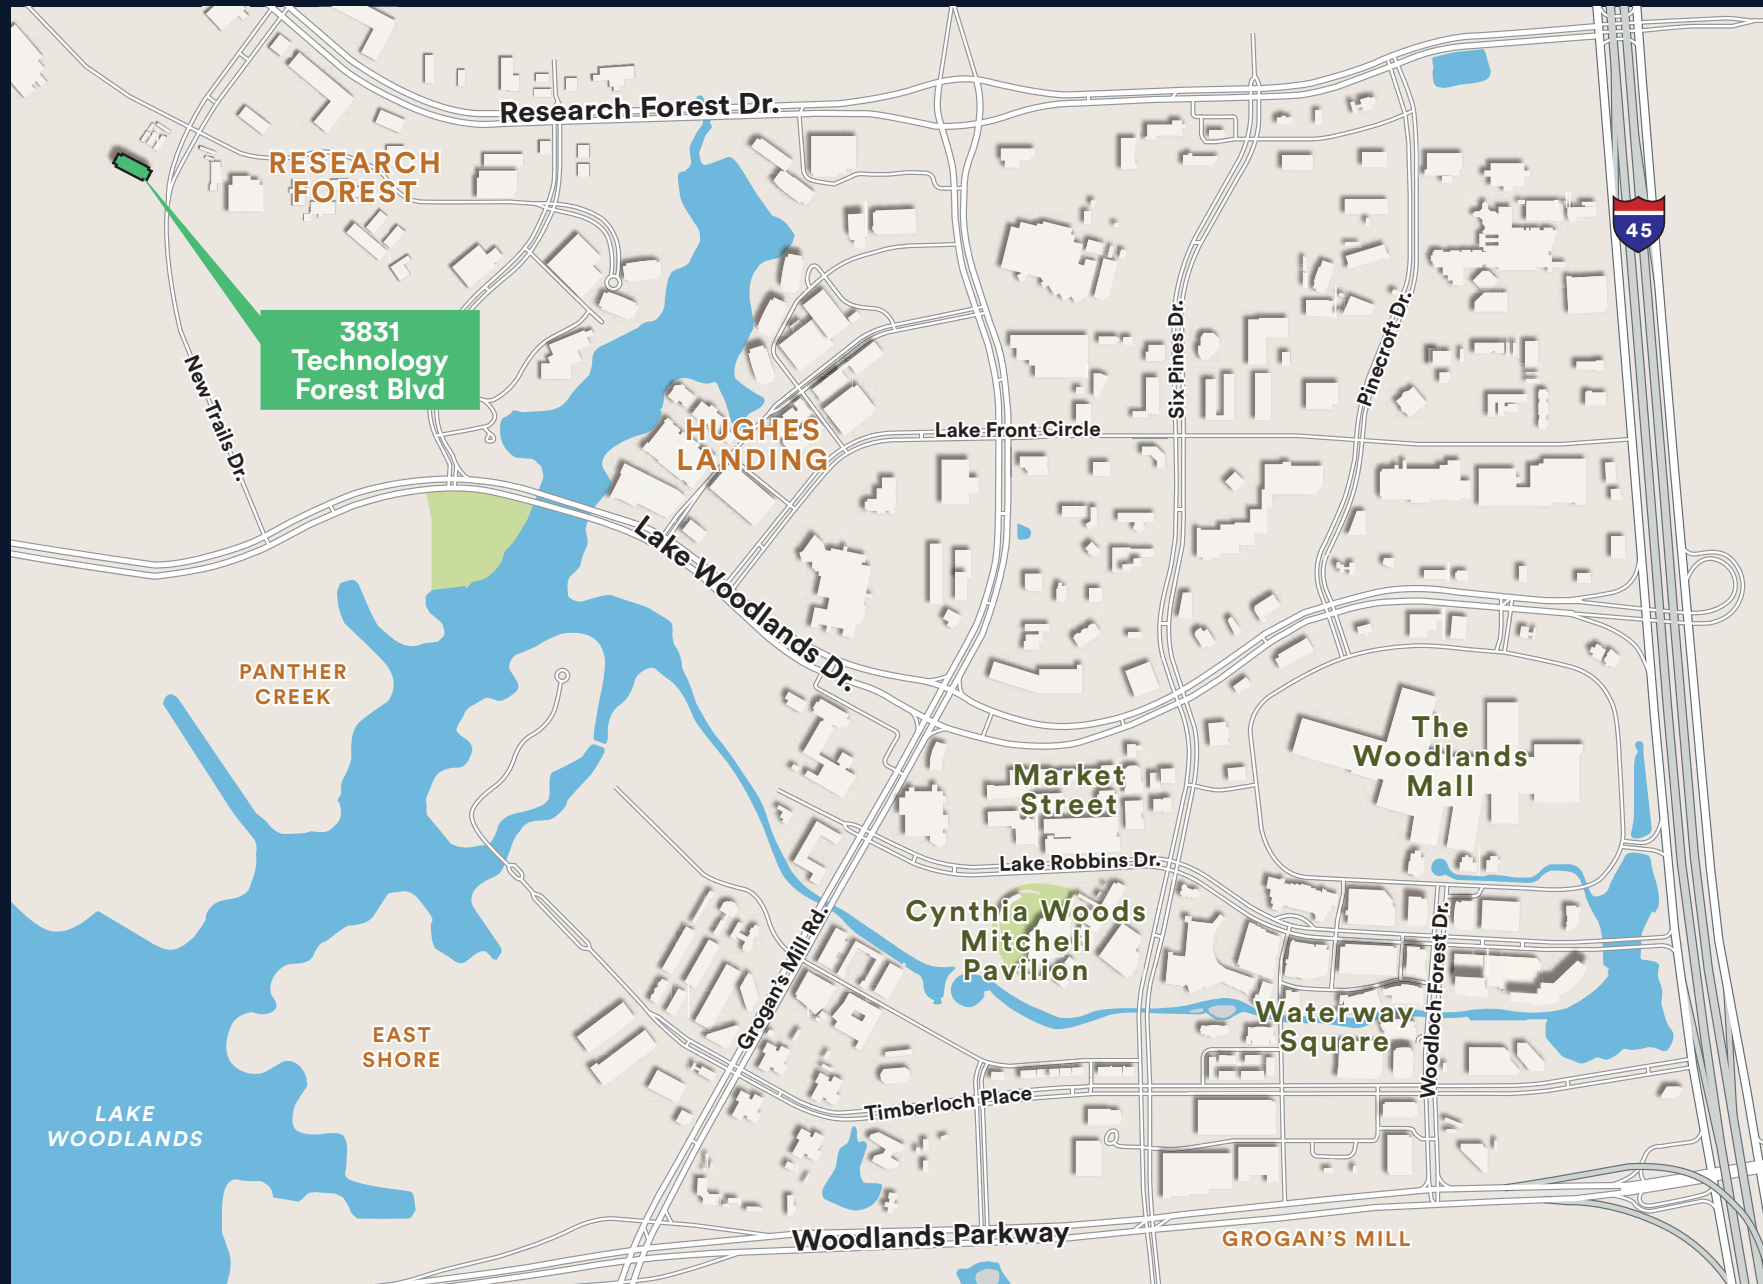 Research Forest Dr.
RESEARCH
FOREST
45
3831
Technology
Forest Blvd
New Trails Dr.
Six Pines Dr.
Pinecroft Dr.
HUGHES
LANDING
Lake Front Circle
Lake Woodlands Dr.
PANTHER
CREEK
The
Woodlands
Mall
Market
Street
Lake Robbins Dr.
Cynthia Woods
Mitchell
Pavilion
Grogan's Mill Rd.
Woodloch Forest Dr.
Waterway
Square
EAST
SHORE
LAKE
WOODLANDS
Timberloch Place
Woodlands Parkway
GROGAN'S MILL